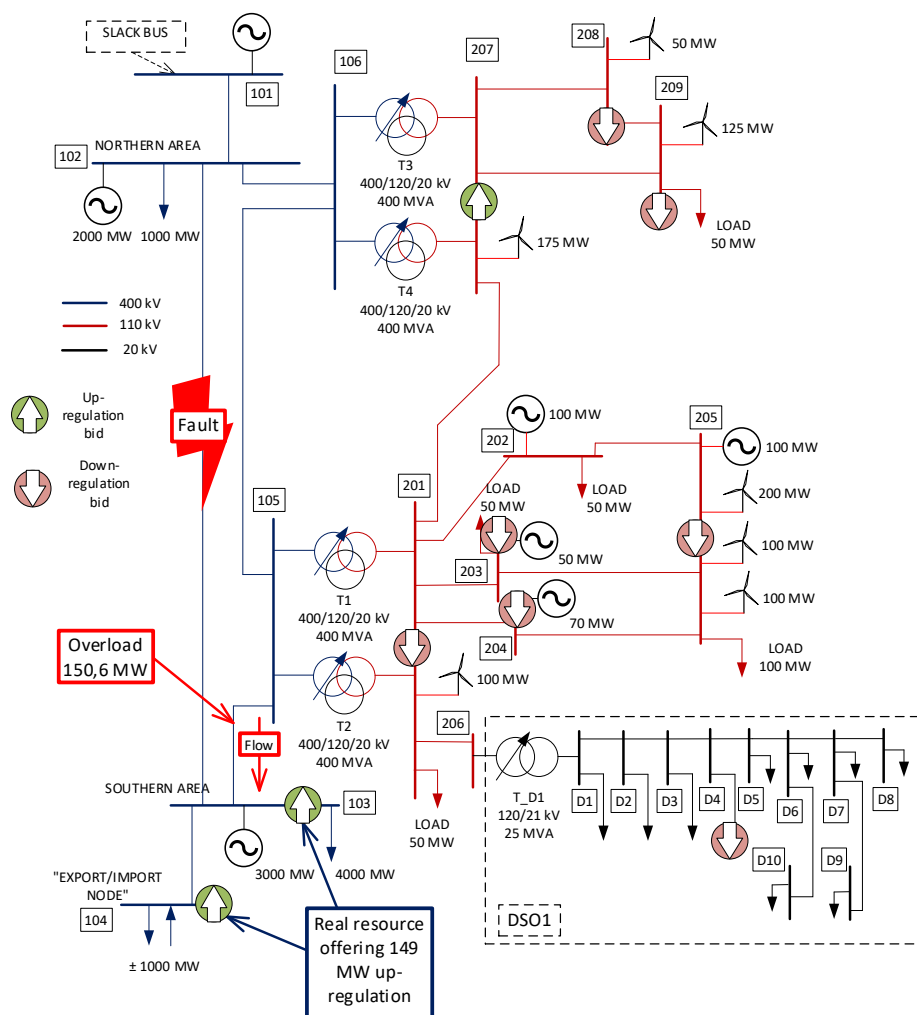 SLACK BUS
101
106
207
208
50 MW
209
125 MW
NORTHERN AREA
102
2000 MW
1000 MW
T3
400/120/20 kV
400 MVA
LOAD
50 MW
175 MW
T4
400/120/20 kV
400 MVA
400 kV
110 kV
20 kV
Up-
regulation
bid
Down-
regulation
bid
Fault
105
201
202
100 MW
205
100 MW
200 MW
LOAD
50 MW
LOAD
50 MW
203
50 MW
100 MW
100 MW
T1
400/120/20 kV
400 MVA
204
70 MW
LOAD
100 MW
Overload
150,6 MW
Flow
T2
400/120/20 kV
400 MVA
100 MW
206
LOAD
50 MW
T_D1
120/21 kV
25 MVA
D1
D2
D3
D4
D5
D6
D7
D8
D10
D9
DSO1
SOUTHERN AREA
103
3000 MW
4000 MW
"EXPORT/IMPORT
NODE"
104
± 1000 MW
Real resource
offering 149
MW up-
regulation